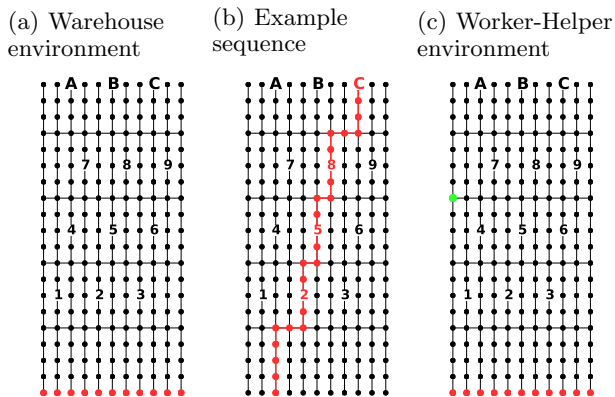 (a) Warehouse
environment
A B C
7 8 9
4 5 6
1 2 3
(b) Example
sequence
A B C
7 8 9
4 5 6
1 2 3
(c) Worker-Helper
environment
A B C
7 8 9
4 5 6
1 2 3